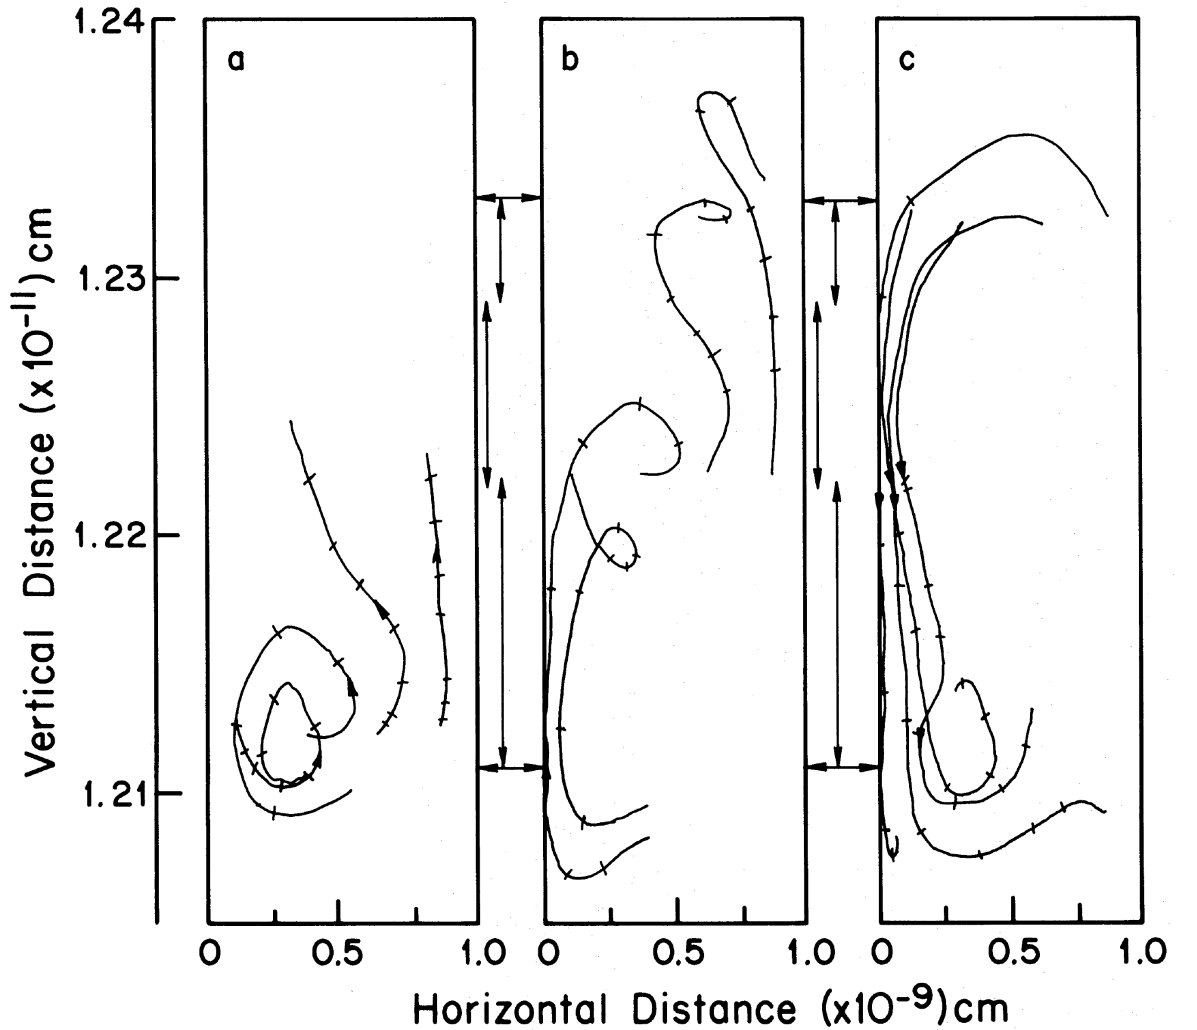 1.24
a
b
c
1.23
1.22
1.21
Vertical Distance (x10⁻¹¹) cm
0 0.5 1.0
0 0.5 1.0
0 0.5 1.0
Horizontal Distance (x10⁻⁹) cm